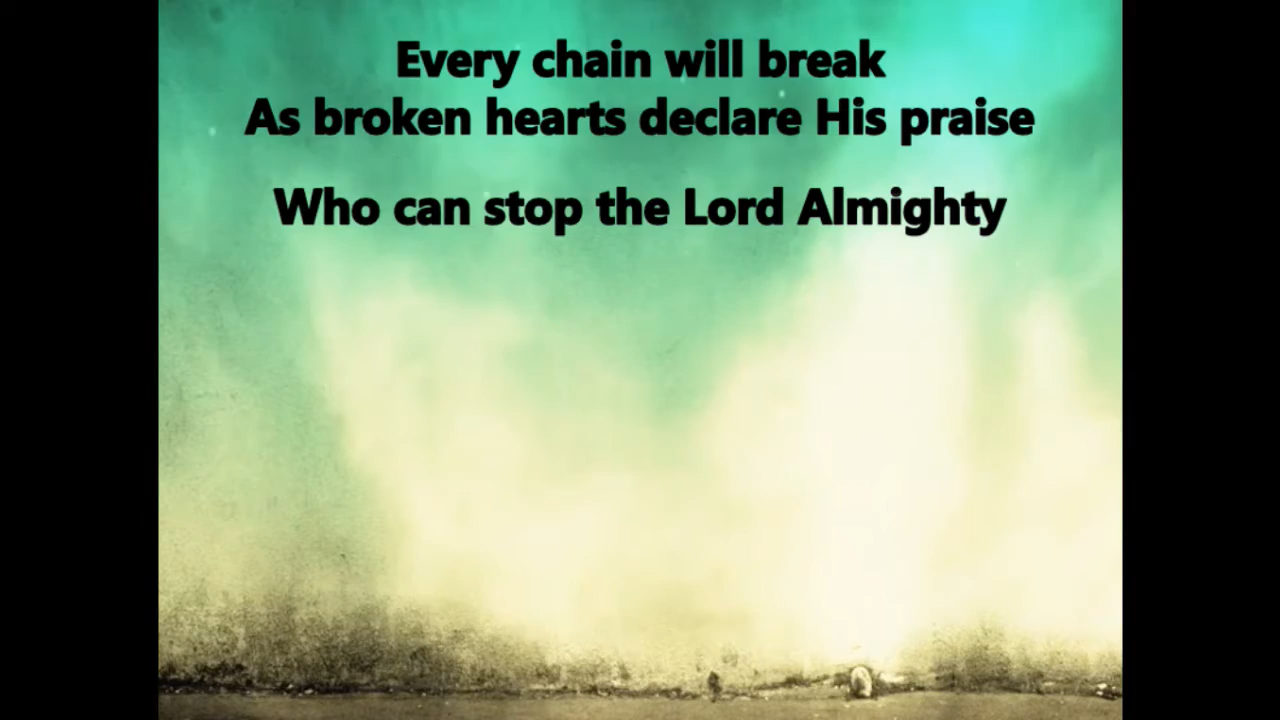 Every chain will break
As broken hearts declare His praise
Who can stop the Lord Almighty